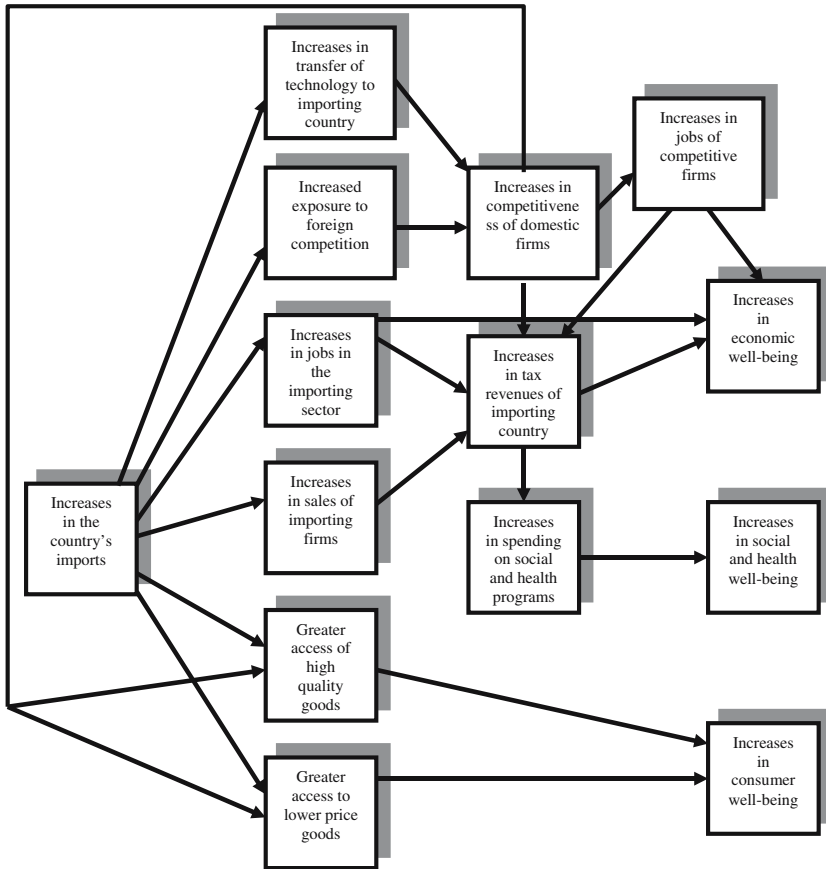 Increases in
transfer of
technology to
importing
country
Increases in
jobs of
competitive
firms
Increased
exposure to
foreign
competition
Increases in
competitivene
ss of domestic
firms
Increases
in
economic
well-being
Increases
in jobs in
the
importing
sector
Increases
in tax
revenues of
importing
country
Increases
in the
country's
imports
Increases
in sales of
importing
firms
Increases
in spending
on social
and health
programs
Increases
in social
and health
well-being
Greater
access of
high
quality
goods
Greater
access to
lower price
goods
Increases
in
consumer
well-being